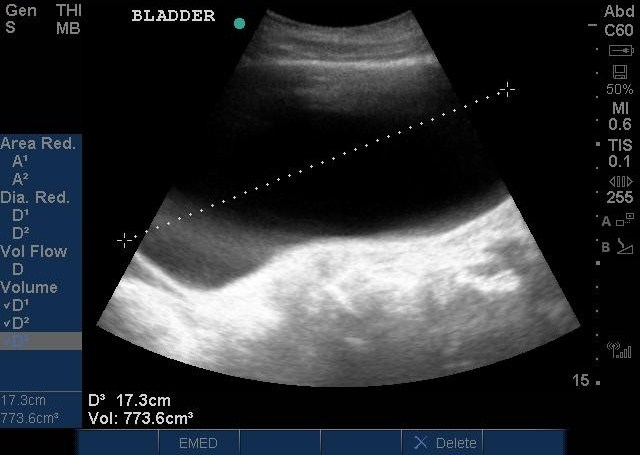 Gen THI
S MB
BLADDER
Abd
C60
50%
MI
0.6
TIS
0.1
255
A
B
Area Red.
A¹
A²
Dia. Red.
D¹
D²
Vol Flow
D
Volume
✓D¹
✓D²
✓D³
17.3cm
773.6cm³
D³ 17.3cm
Vol: 773.6cm³
15
EMED
Delete